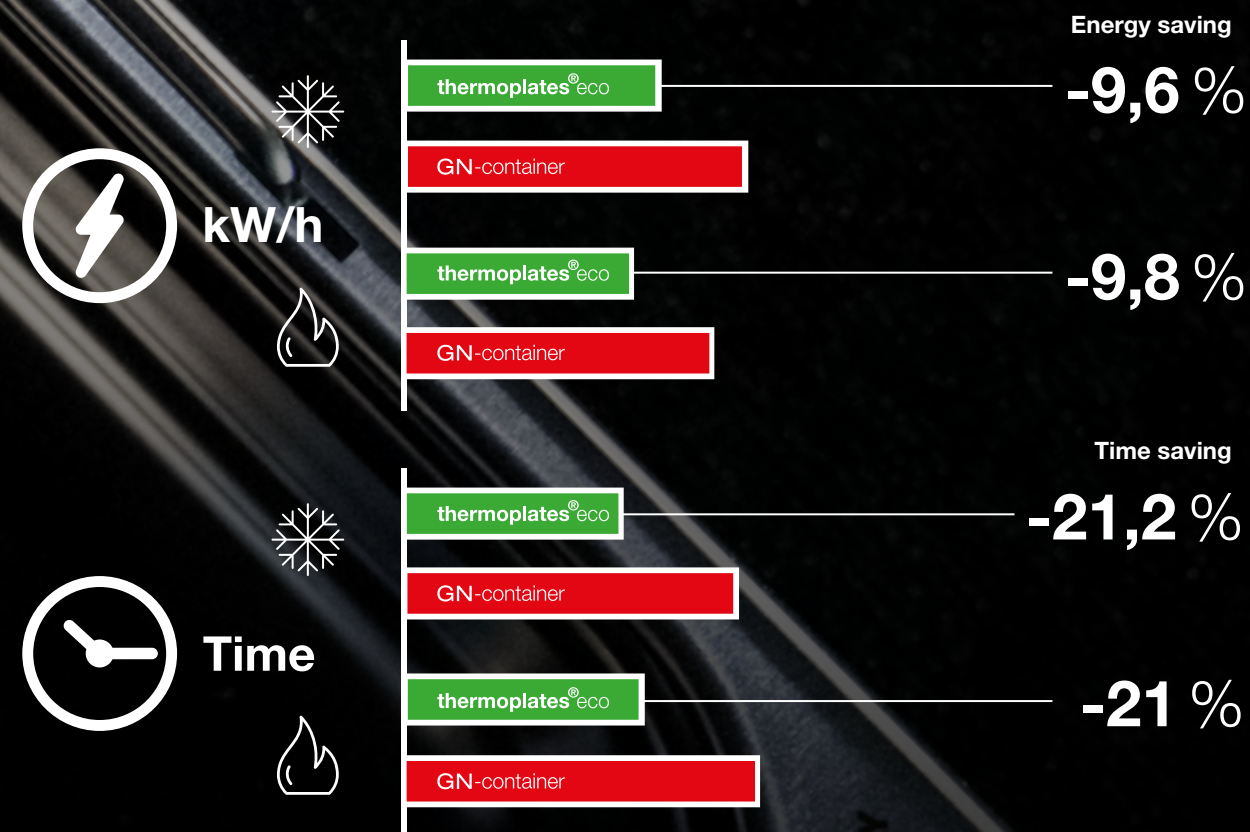 Energy saving
thermoplates®eco
-9,6 %
GN-container
kW/h
thermoplates®eco
-9,8 %
GN-container
Time saving
thermoplates®eco
-21,2 %
GN-container
Time
thermoplates®eco
-21 %
GN-container